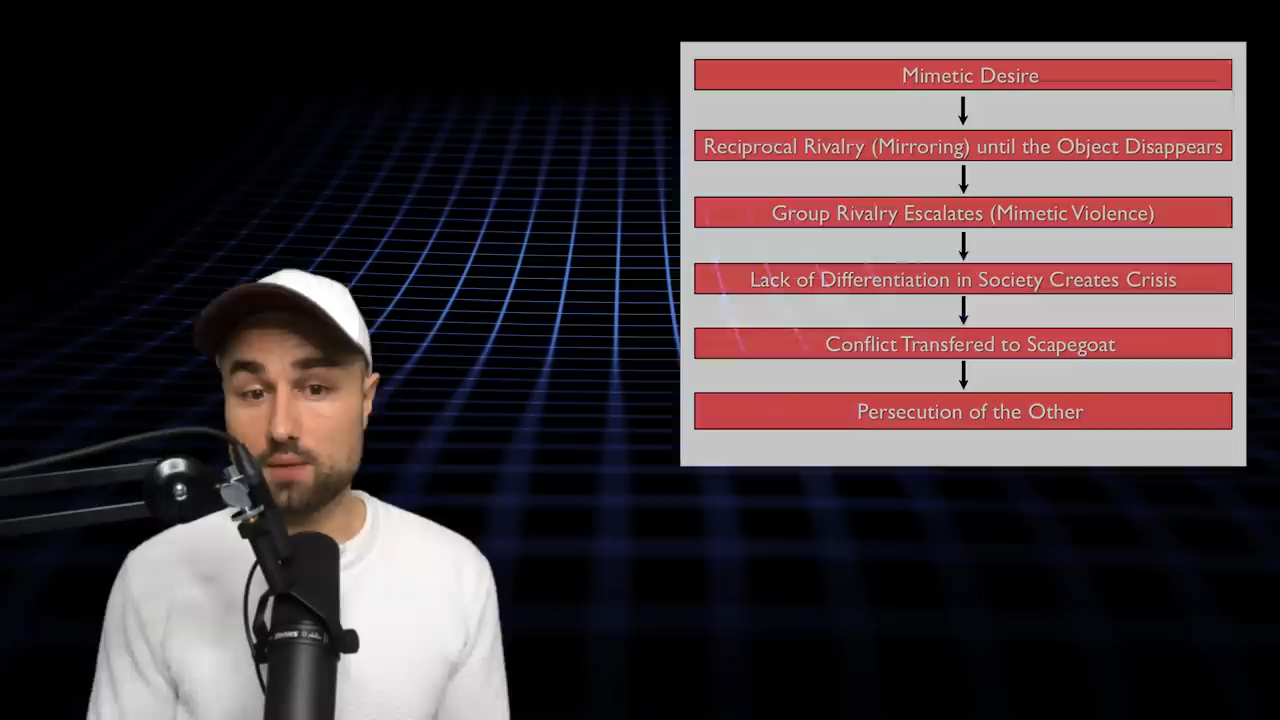 Mimetic Desire
Reciprocal Rivalry (Mirroring) until the Object Disappears
Group Rivalry Escalates (Mimetic Violence)
Lack of Differentiation in Society Creates Crisis
Conflict Transfered to Scapegoat
Persecution of the Other